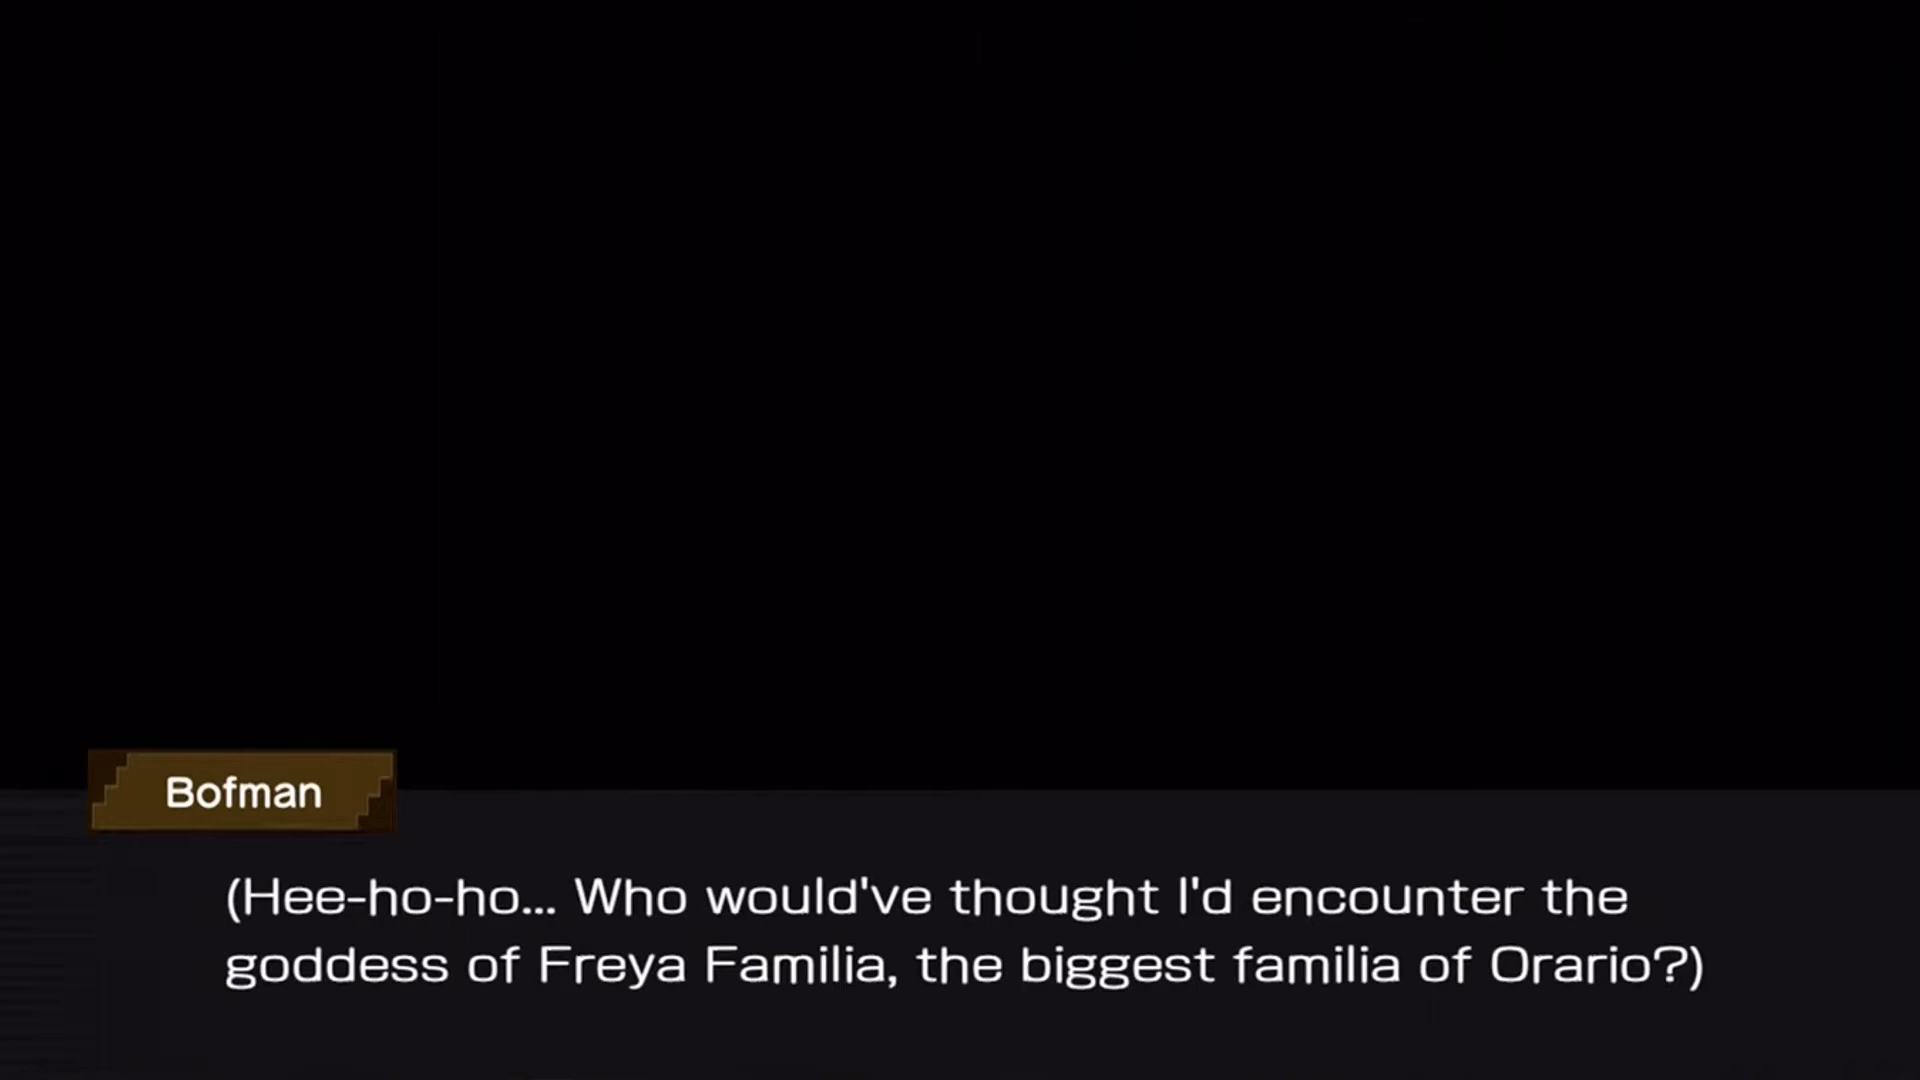 Bofman
(Hee-ho-ho... Who would've thought I'd encounter the
goddess of Freya Familia, the biggest familia of Orario?)